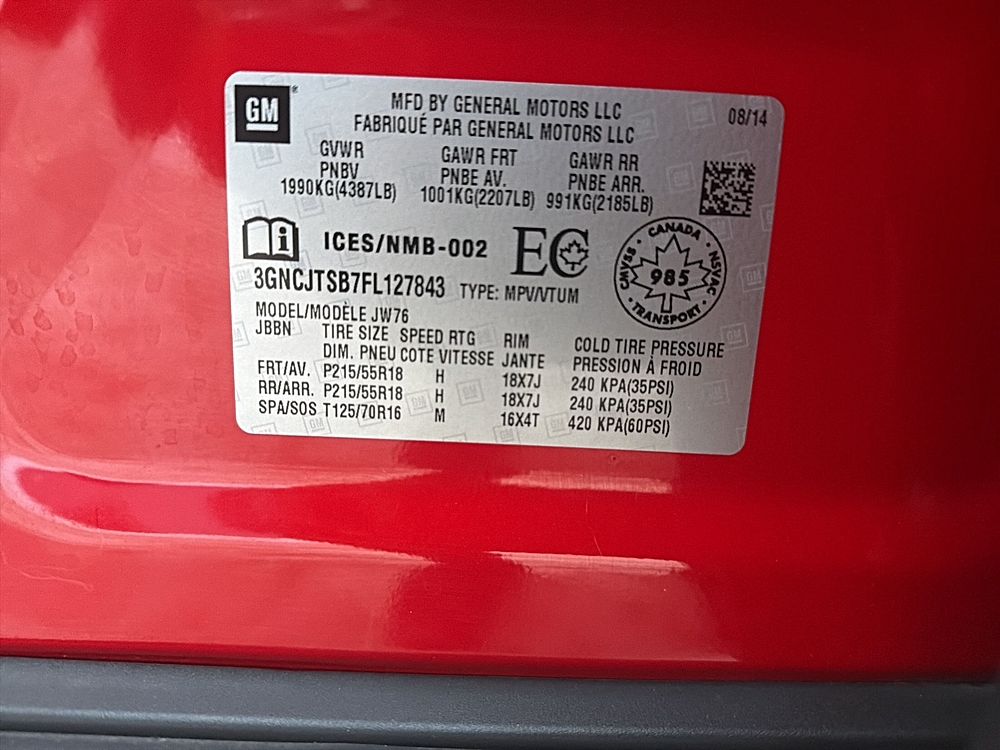 GM
MFD BY GENERAL MOTORS LLC
FABRIQUÉ PAR GENERAL MOTORS LLC
08/14
GVWR GAWR FRT GAWR RR
PNBV PNBE AV. PNBE ARR.
1990KG(4387LB) 1001KG(2207LB) 991KG(2185LB)
i ICES/NMB-002 EC
CANADA
CMVSS 985 NSVAC
TRANSPORT
3GNCJTSB7FL127843 TYPE: MPV/VTUM
MODEL/MODÈLE JW76
JBBN TIRE SIZE SPEED RTG RIM COLD TIRE PRESSURE
DIM. PNEU COTE VITESSE JANTE PRESSION À FROID
FRT/AV. P215/55R18 H 18X7J 240 KPA(35PSI)
RR/ARR. P215/55R18 H 18X7J 240 KPA(35PSI)
SPA/SOS T125/70R16 M 16X4T 420 KPA(60PSI)